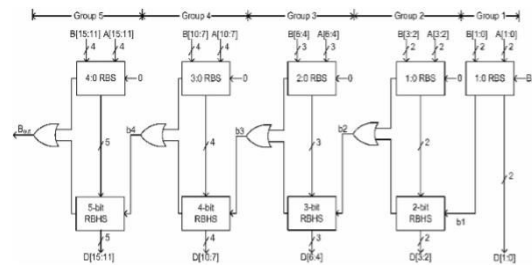 Group 5 Group 4 Group 3 Group 2 Group 1
B[15:11] A[15:11] B[10:7] A[10:7] B[6:4] A[6:4] B[3:2] A[3:2] B[1:0] A[1:0]
4 4 4 4 3 3 2 2 2 2
4:0 RBS 0 3:0 RBS 0 2:0 RBS 0 1:0 RBS 0 1:0 RBS
Bout b4 b3 b2
5 4 3 2 2
5-bit RBHS 4-bit RBHS 3-bit RBHS 2-bit RBHS b1
5 4 3 2
D[15:11] D[10:7] D[6:4] D[3:2] D[1:0]